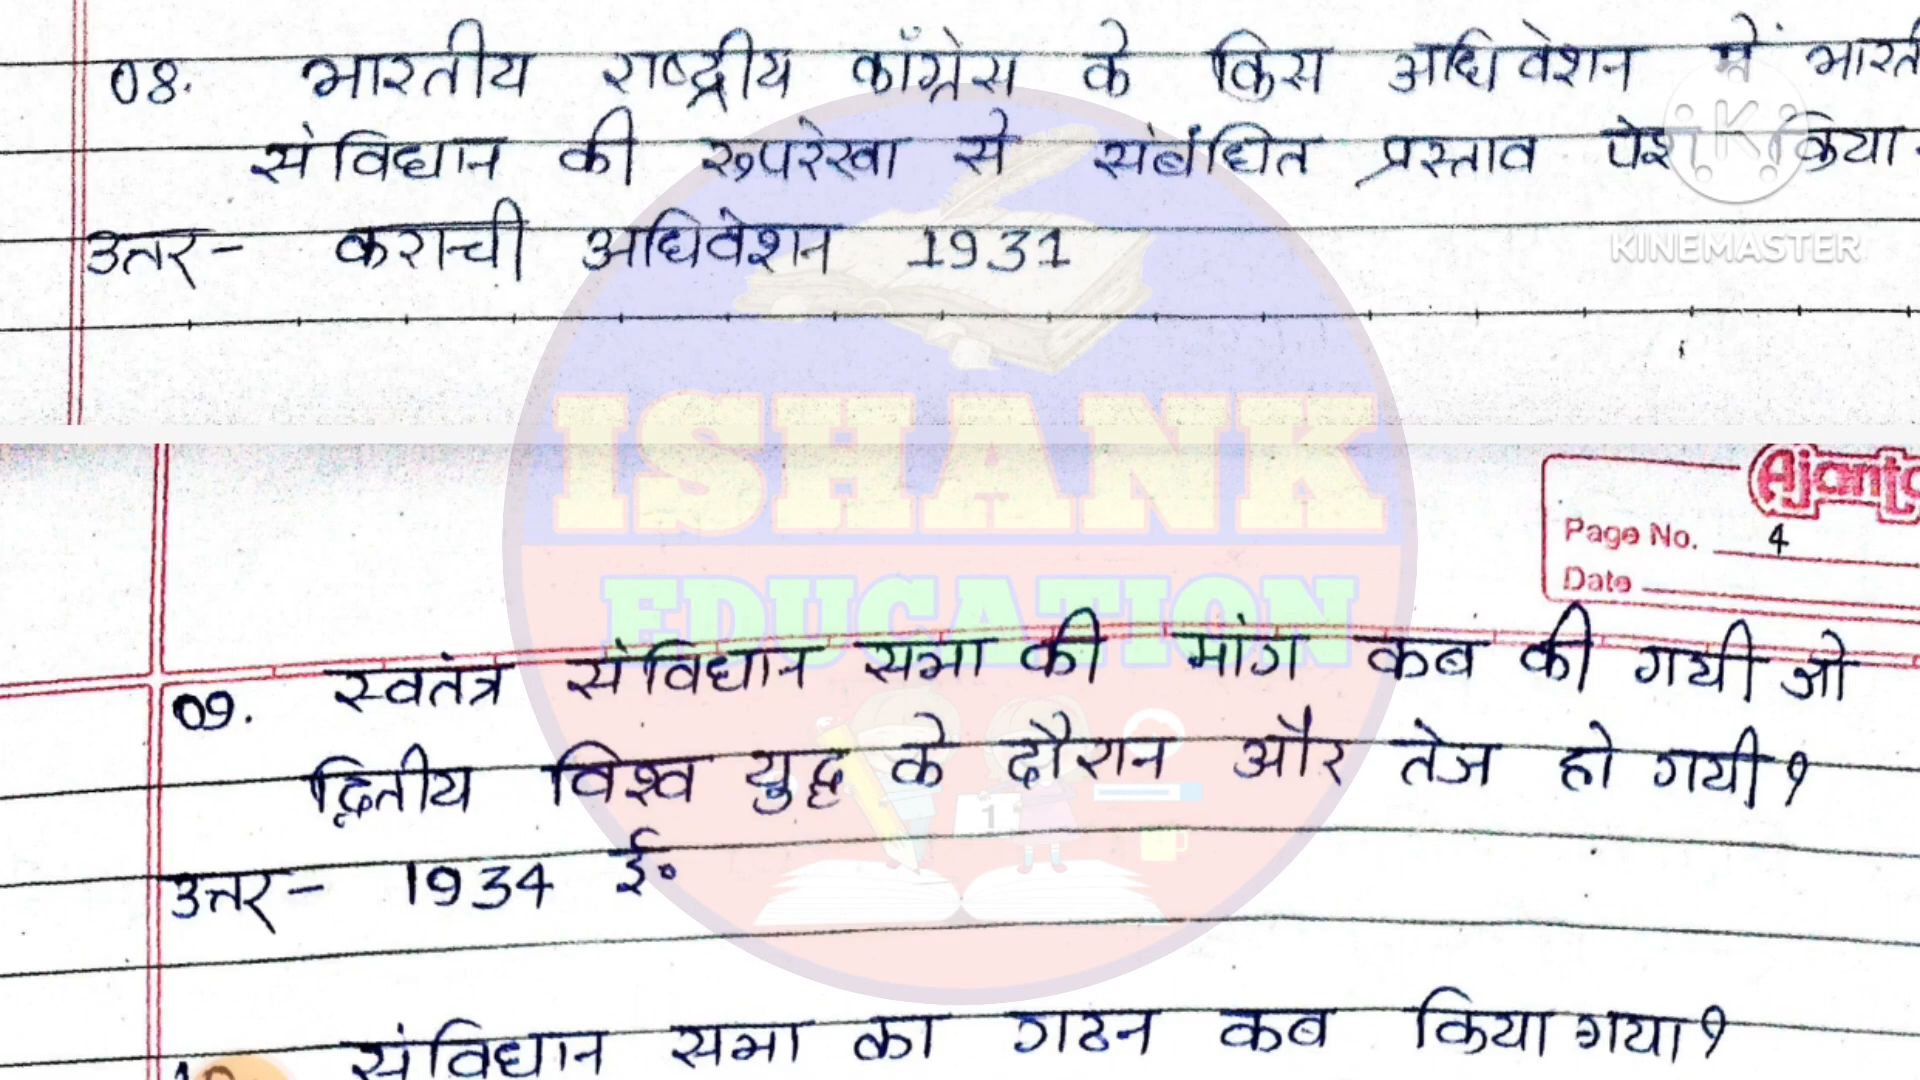 08. भारतीय राष्ट्रीय काँग्रेस के किस अधिवेशन में भारती
संविधान की रूपरेखा से संबंधित प्रस्ताव पेश किया
KINEMASTER
उत्तर- कराची अधिवेशन 1931
ISHANK
EDUCATION
Ajanta
Page No. 4
Date
09. स्वतंत्र संविधान सभा की मांग कब की गयी जो
द्वितीय विश्व युद्ध के दौरान और तेज हो गयी?
उत्तर- 1934 ई०
संविधान सभा का गठन कब किया गया?